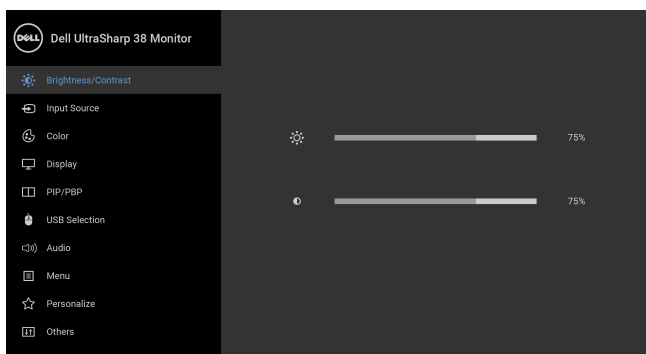 DELL
Dell UltraSharp 38 Monitor
Brightness/Contrast
75%
Input Source
Color
Display
PIP/PBP
75%
USB Selection
Audio
Menu
Personalize
Others